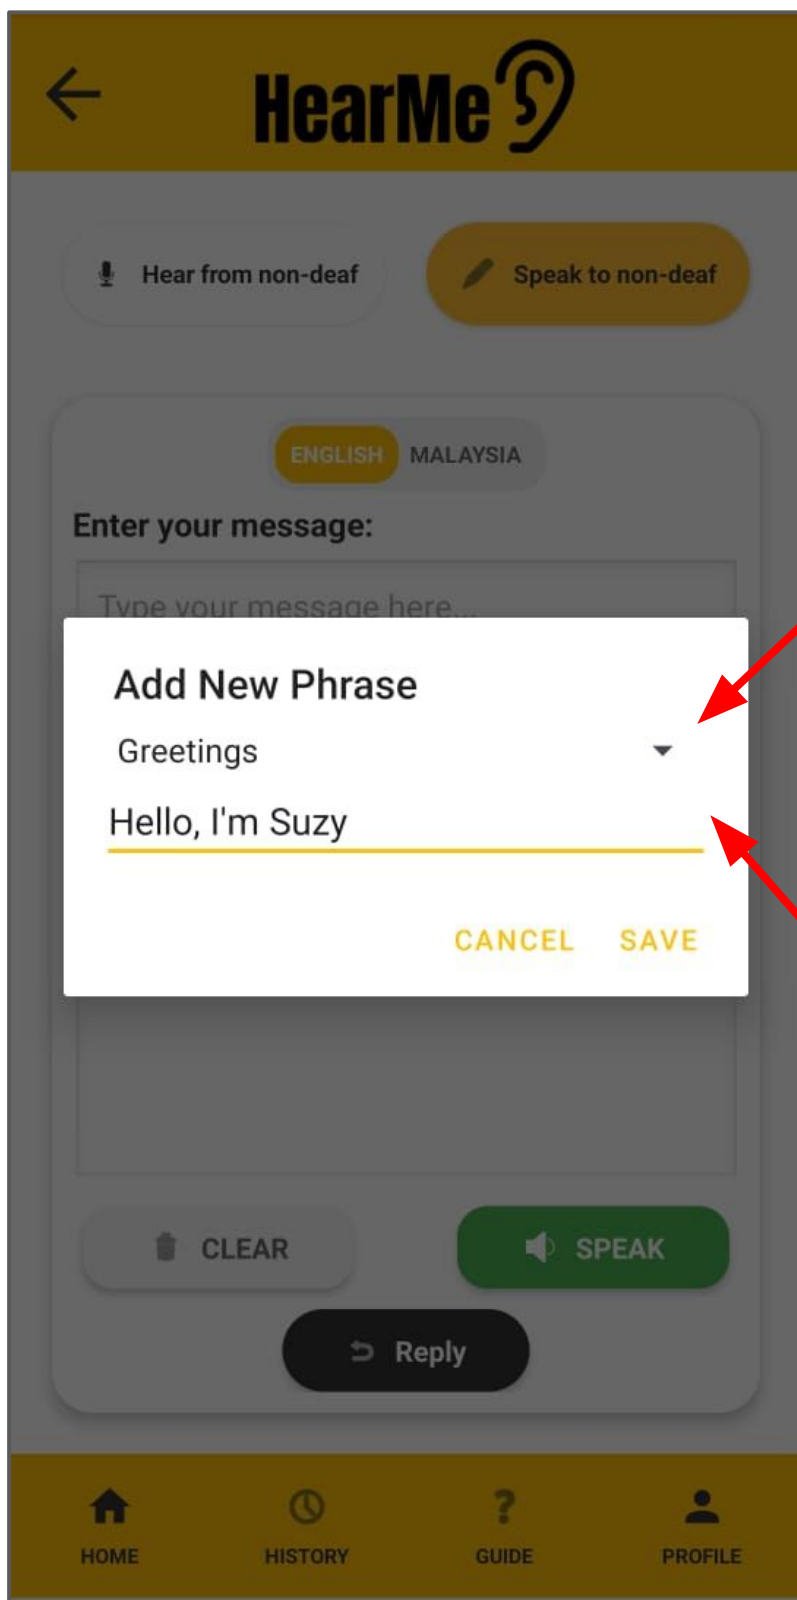 HearMe
Hear from non-deaf
Speak to non-deaf
ENGLISH MALAYSIA
Enter your message:
Type your message here...
Add New Phrase
Greetings
Hello, I'm Suzy
CANCEL SAVE
CLEAR
SPEAK
Reply
HOME HISTORY GUIDE PROFILE